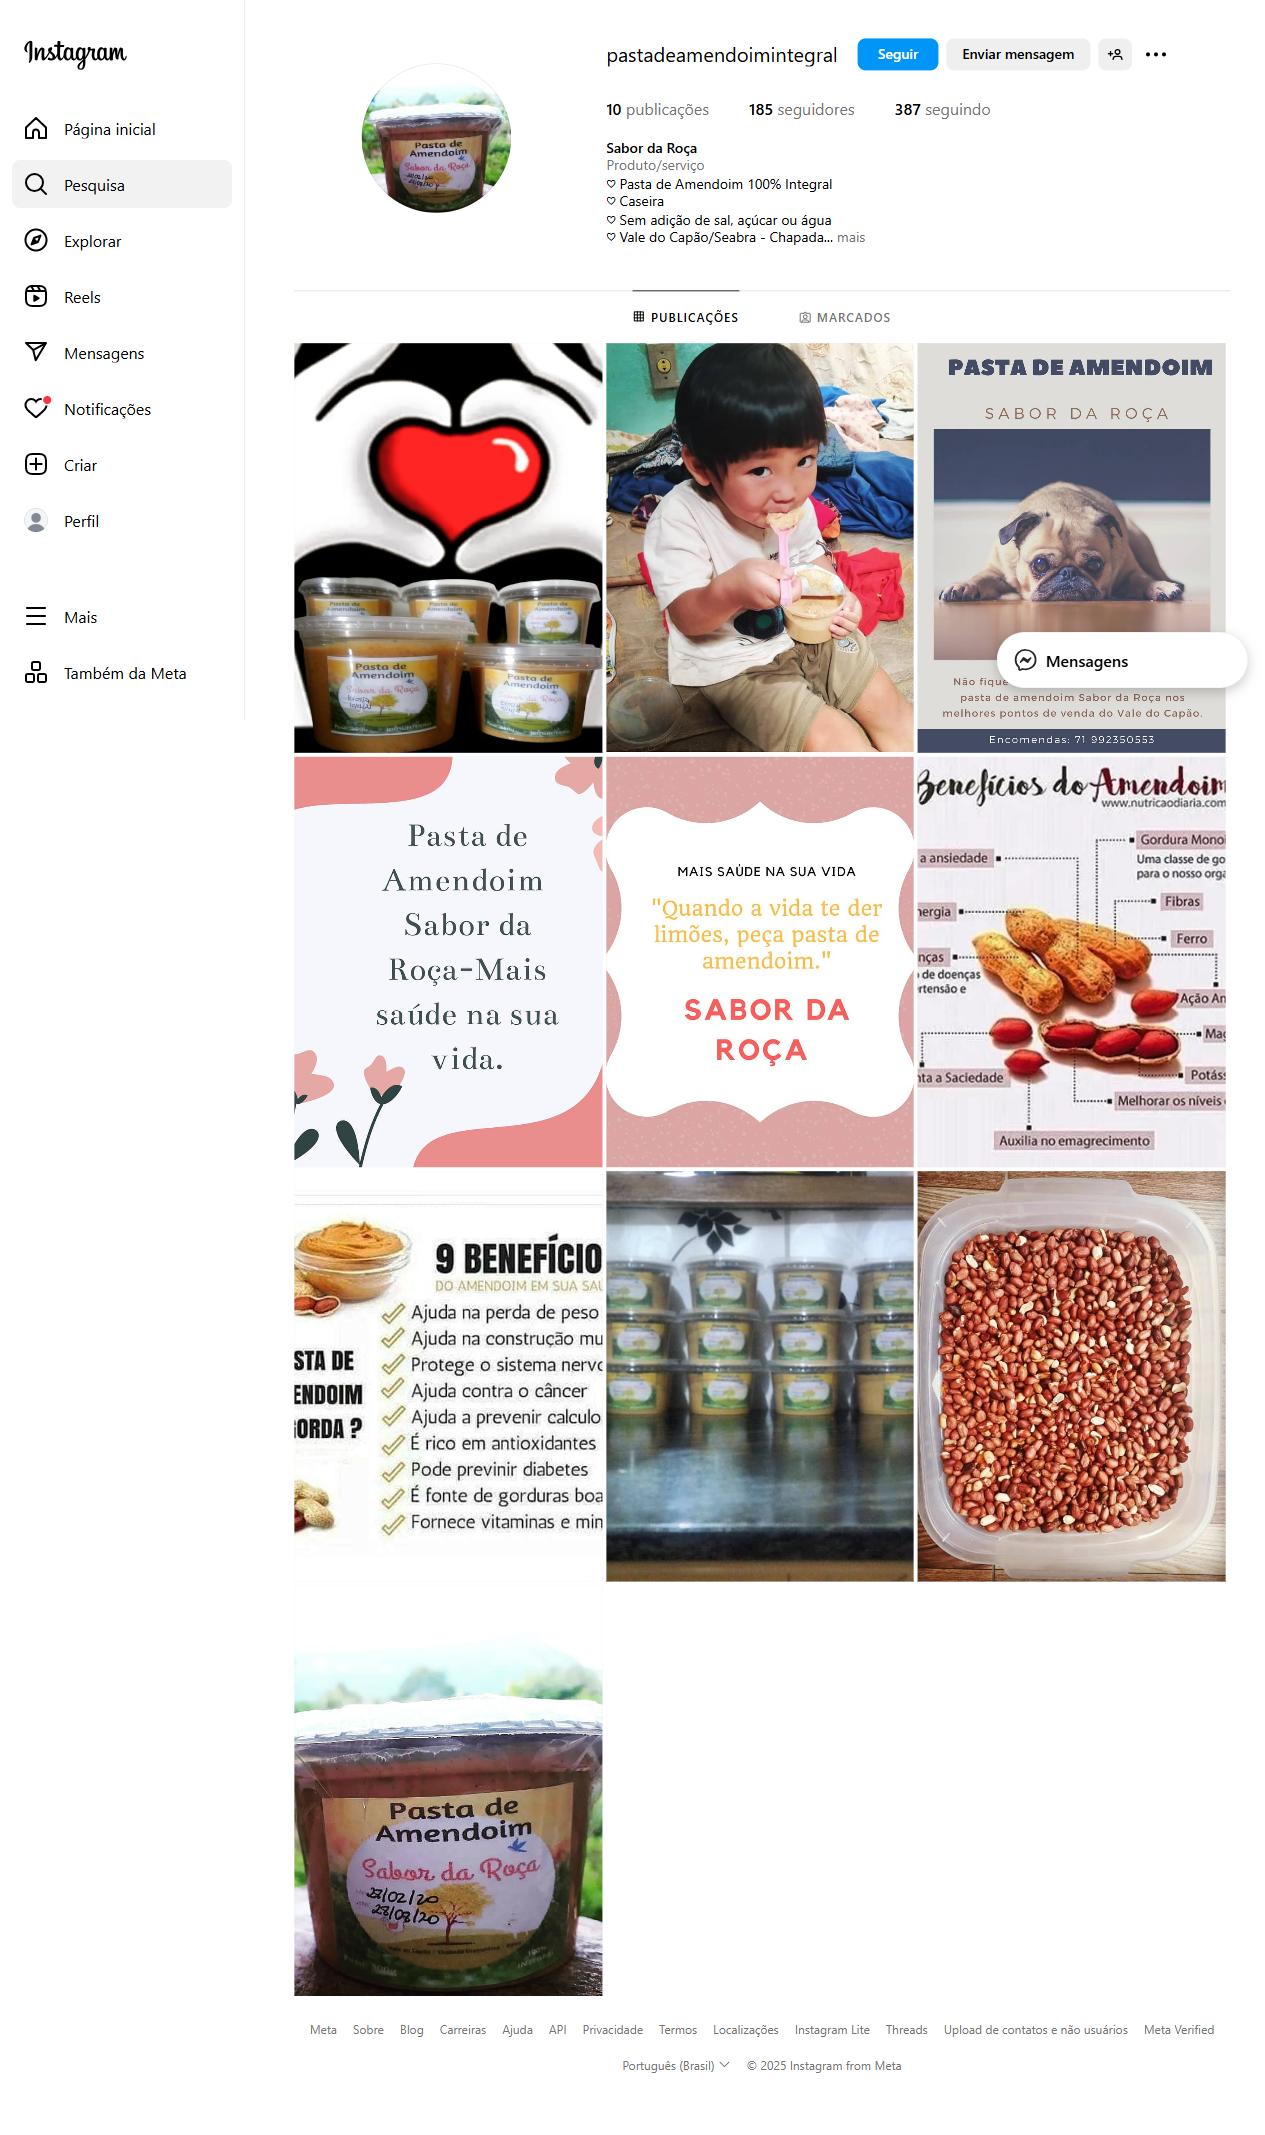 Instagram
Página inicial
Pesquisa
Explorar
Reels
Mensagens
Notificações
Criar
Perfil
Mais
Também da Meta
pastadeamendoimintegral
Seguir
Enviar mensagem
10 publicações
185 seguidores
387 seguindo
Sabor da Roça
Produto/serviço
Pasta de Amendoim 100% Integral
Caseira
Sem adição de sal, açúcar ou água
Vale do Capão/Seabra - Chapada... mais
PUBLICAÇÕES
MARCADOS
Pasta de
Amendoim
Sabor da Roça
PASTA DE AMENDOIM
SABOR DA ROÇA
Não fique
pasta de amendoim Sabor da Roça nos
melhores pontos de venda do Vale do Capão.
Encomendas: 71 992350553
Mensagens
Pasta de
Amendoim
Sabor da
Roça-Mais
saúde na sua
vida.
MAIS SAÚDE NA SUA VIDA
"Quando a vida te der
limões, peça pasta de
amendoim."
SABOR DA
ROÇA
Benefícios do Amendoim
www.nutricaodiaria.com
Gordura Monoi
a ansiedade
Uma classe de go
para o nosso orga
Fibras
nergia
Ferro
nças
o de doenças
ertensão e
Ação An
Mag
nta a Saciedade
Potáss
Melhorar os níveis
Auxilia no emagrecimento
9 BENEFÍCIO
DO AMENDOIM EM SUA SAÚ
Ajuda na perda de peso
Ajuda na construção mu
Protege o sistema nervo
Ajuda contra o câncer
Ajuda a prevenir calculo
É rico em antioxidantes
Pode previnir diabetes
É fonte de gorduras boa
Fornece vitaminas e min
STA DE
ENDOIM
GORDA ?
Pasta de
Amendoim
Sabor da Roça
28/02/20
28/08/20
Meta Sobre Blog Carreiras Ajuda API Privacidade Termos Localizações Instagram Lite Threads Upload de contatos e não usuários Meta Verified
Português (Brasil) © 2025 Instagram from Meta